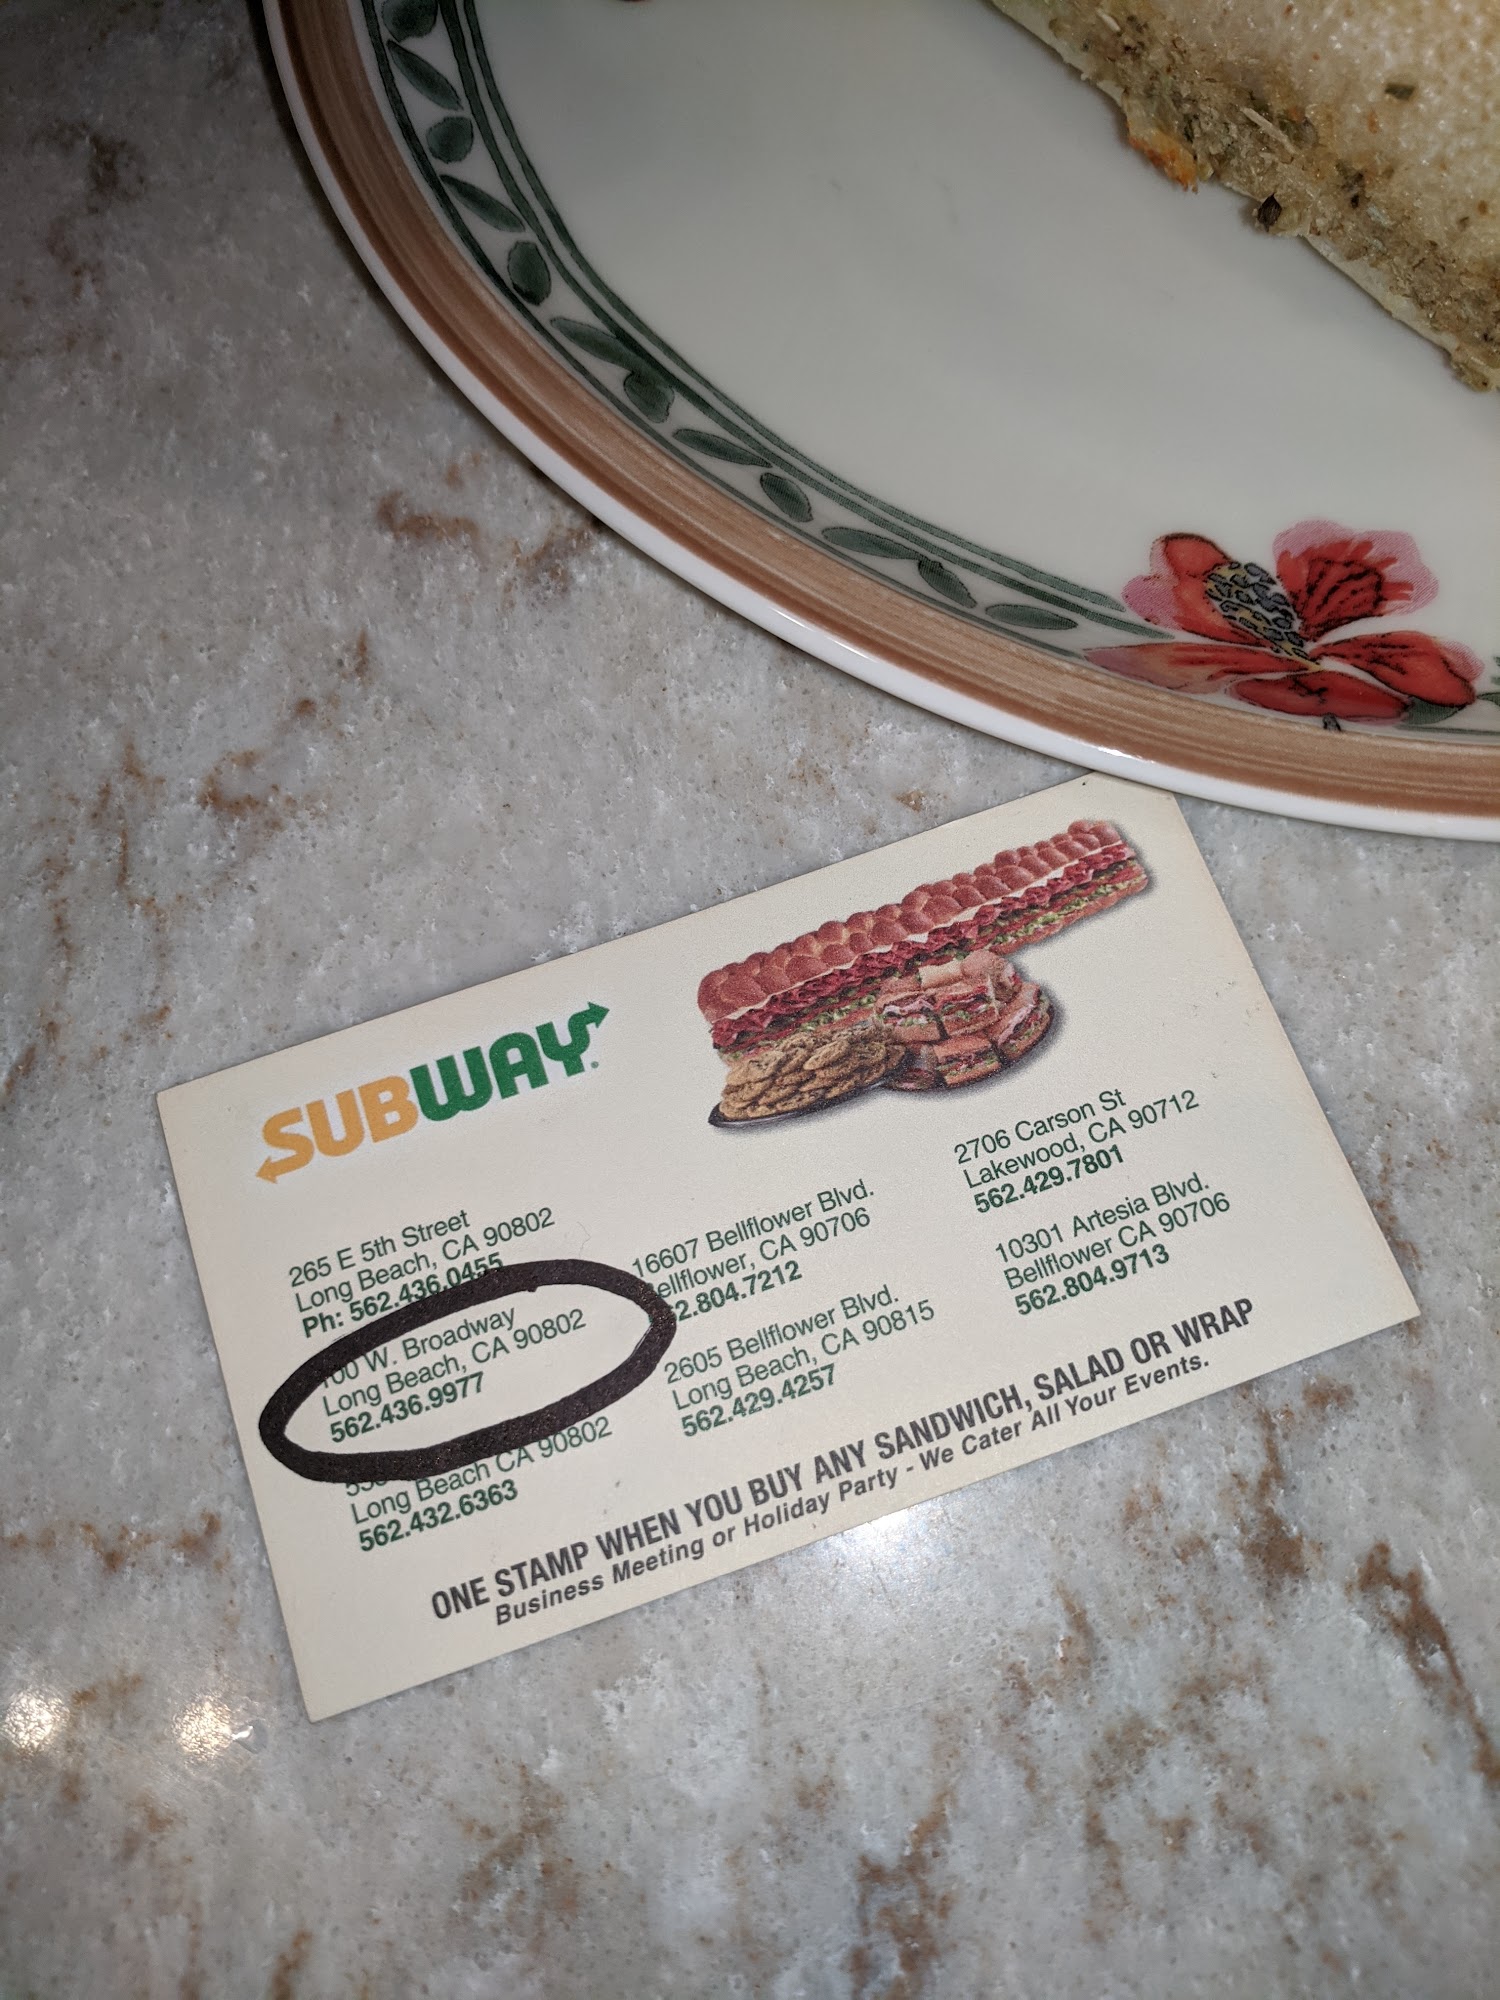 SUBWAY
265 E 5th Street
Long Beach, CA 90802
Ph: 562.436.0455
W. Broadway
Long Beach, CA 90802
562.436.9977
Long Beach CA 90802
562.432.6363
16607 Bellflower Blvd.
CA 90706
2605 Bellflower Blvd.
Long Beach, CA 90815
562.429.4257
2706 Carson St
Lakewood, CA 90712
562.429.7801
10301 Artesia Blvd.
Bellflower CA 90706
562.804.9713
ONE STAMP WHEN YOU BUY ANY SANDWICH, SALAD OR WRAP
Business Meeting or Holiday Party - We Cater All Your Events.